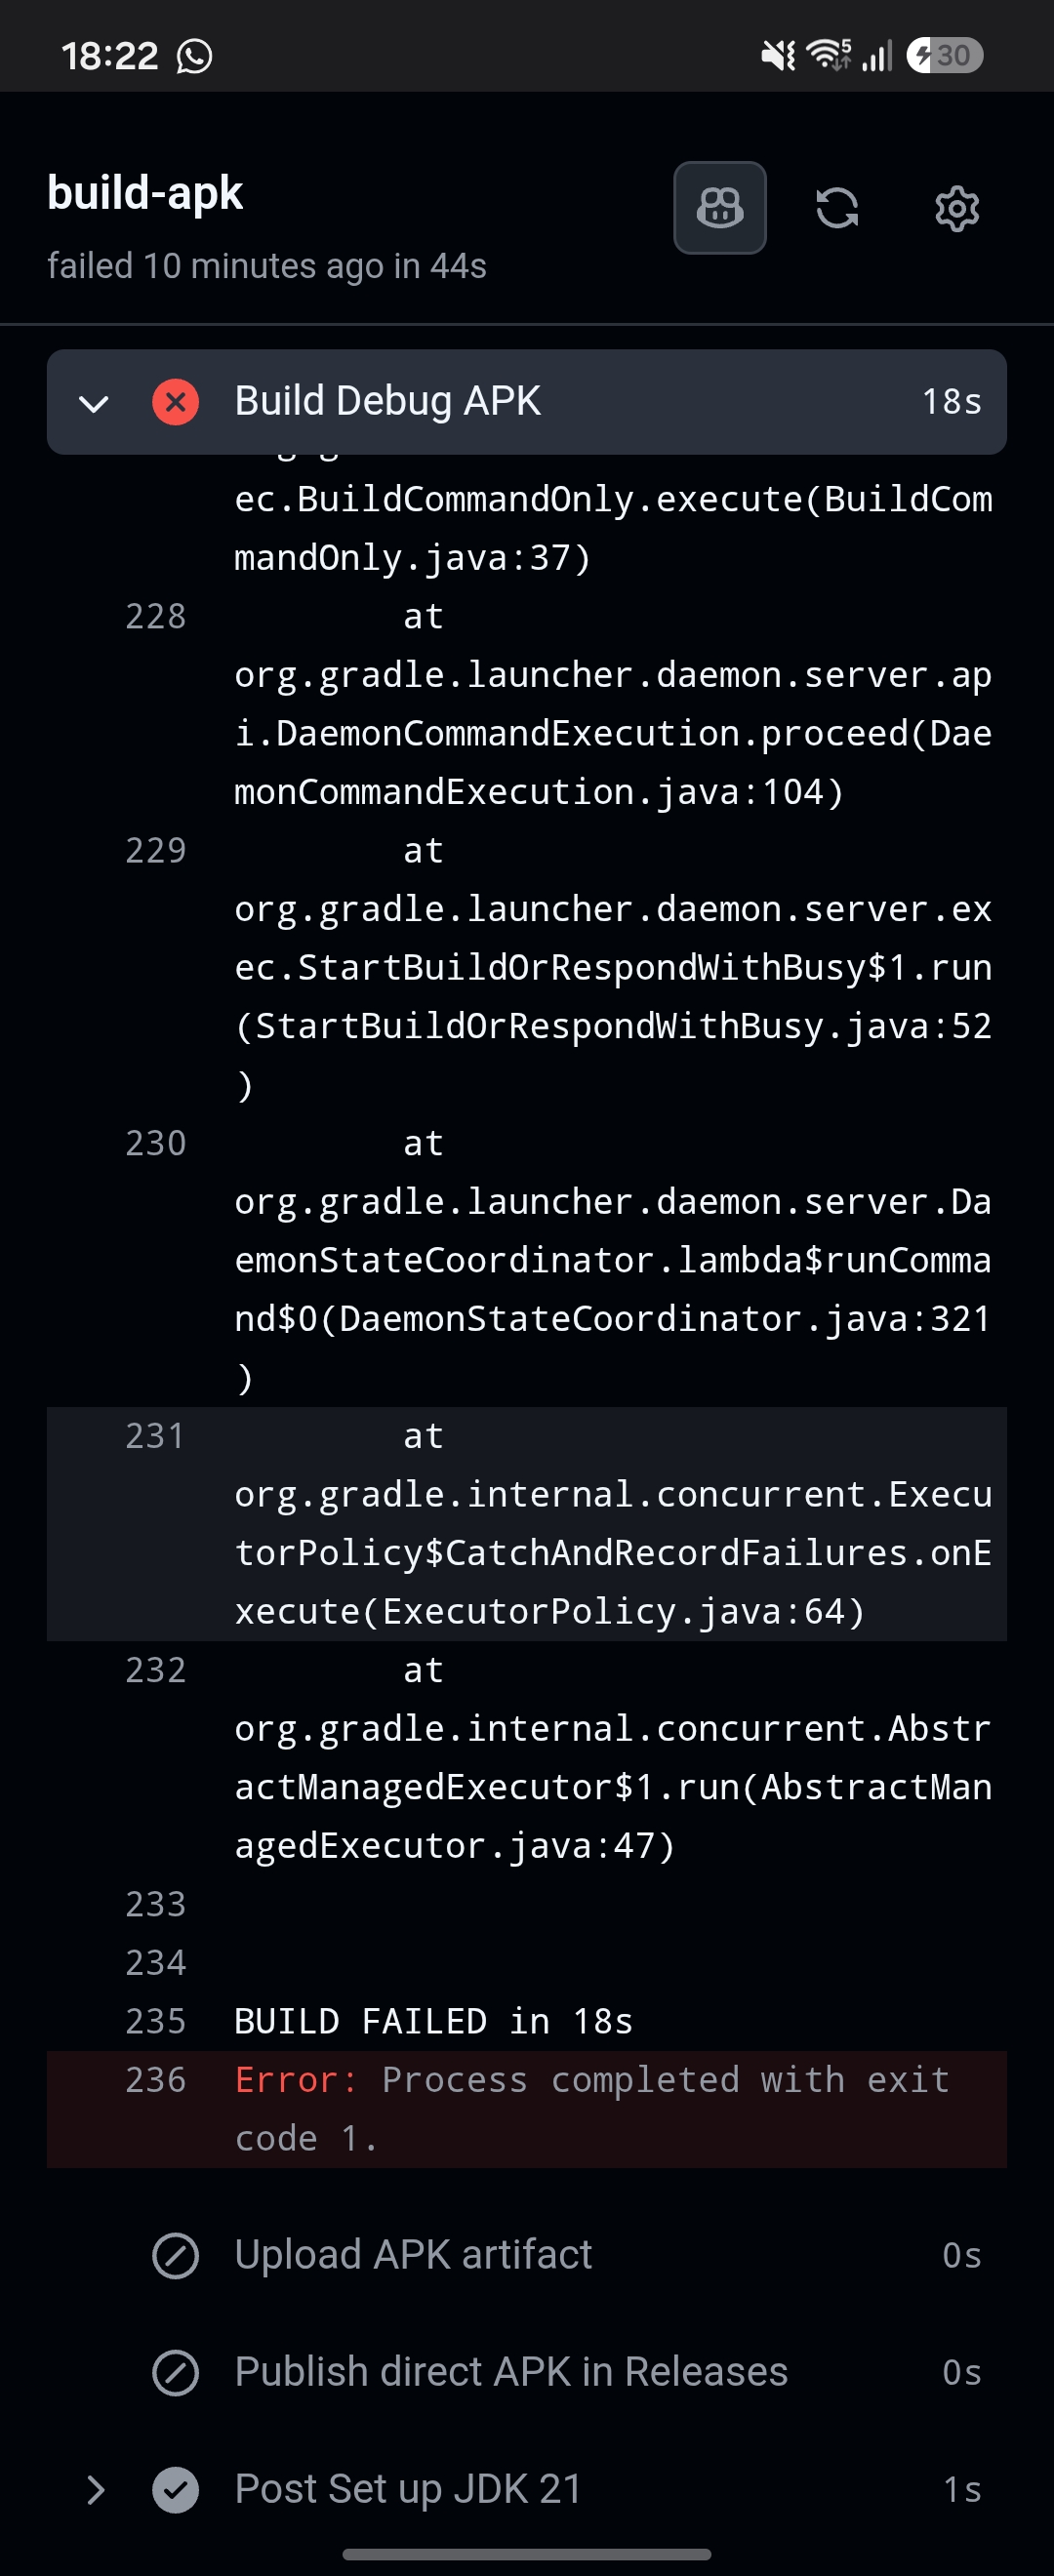 18:22
5
30
build-apk
failed 10 minutes ago in 44s
Build Debug APK 18s
ec.BuildCommandOnly.execute(BuildCom
mandOnly.java:37)
228 at
org.gradle.launcher.daemon.server.ap
i.DaemonCommandExecution.proceed(Dae
monCommandExecution.java:104)
229 at
org.gradle.launcher.daemon.server.ex
ec.StartBuildOrRespondWithBusy$1.run
(StartBuildOrRespondWithBusy.java:52
)
230 at
org.gradle.launcher.daemon.server.Da
emonStateCoordinator.lambda$runComma
nd$0(DaemonStateCoordinator.java:321
)
231 at
org.gradle.internal.concurrent.Execu
torPolicy$CatchAndRecordFailures.onE
xecute(ExecutorPolicy.java:64)
232 at
org.gradle.internal.concurrent.Abstr
actManagedExecutor$1.run(AbstractMan
agedExecutor.java:47)
233
234
235 BUILD FAILED in 18s
236 Error: Process completed with exit
code 1.
Upload APK artifact 0s
Publish direct APK in Releases 0s
Post Set up JDK 21 1s